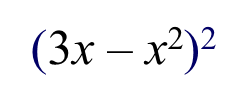 (3x − x²)²